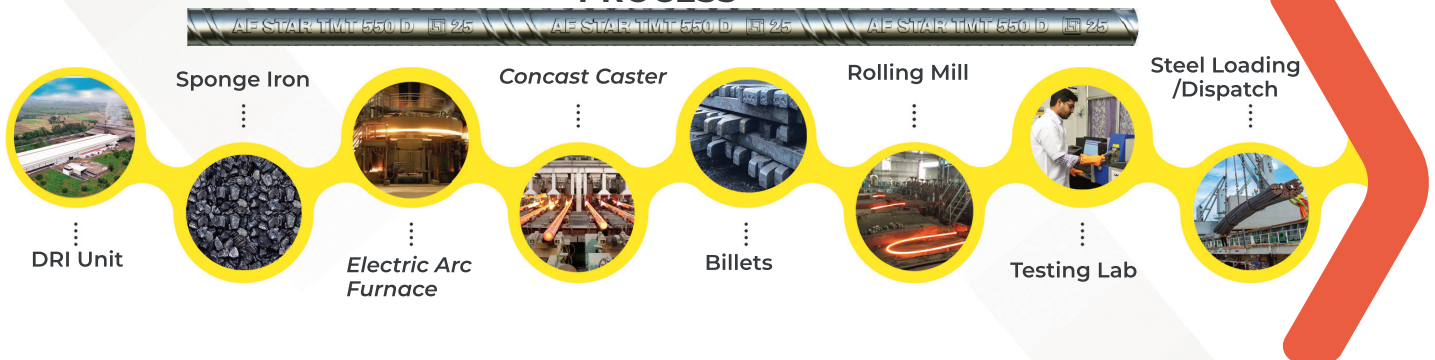 PROCESS
AF STAR TMT 550 D 25 AF STAR TMT 550 D 25 AF STAR TMT 550 D 25
Sponge Iron
Concast Caster
Rolling Mill
Steel Loading
/Dispatch
DRI Unit
Electric Arc
Furnace
Billets
Testing Lab